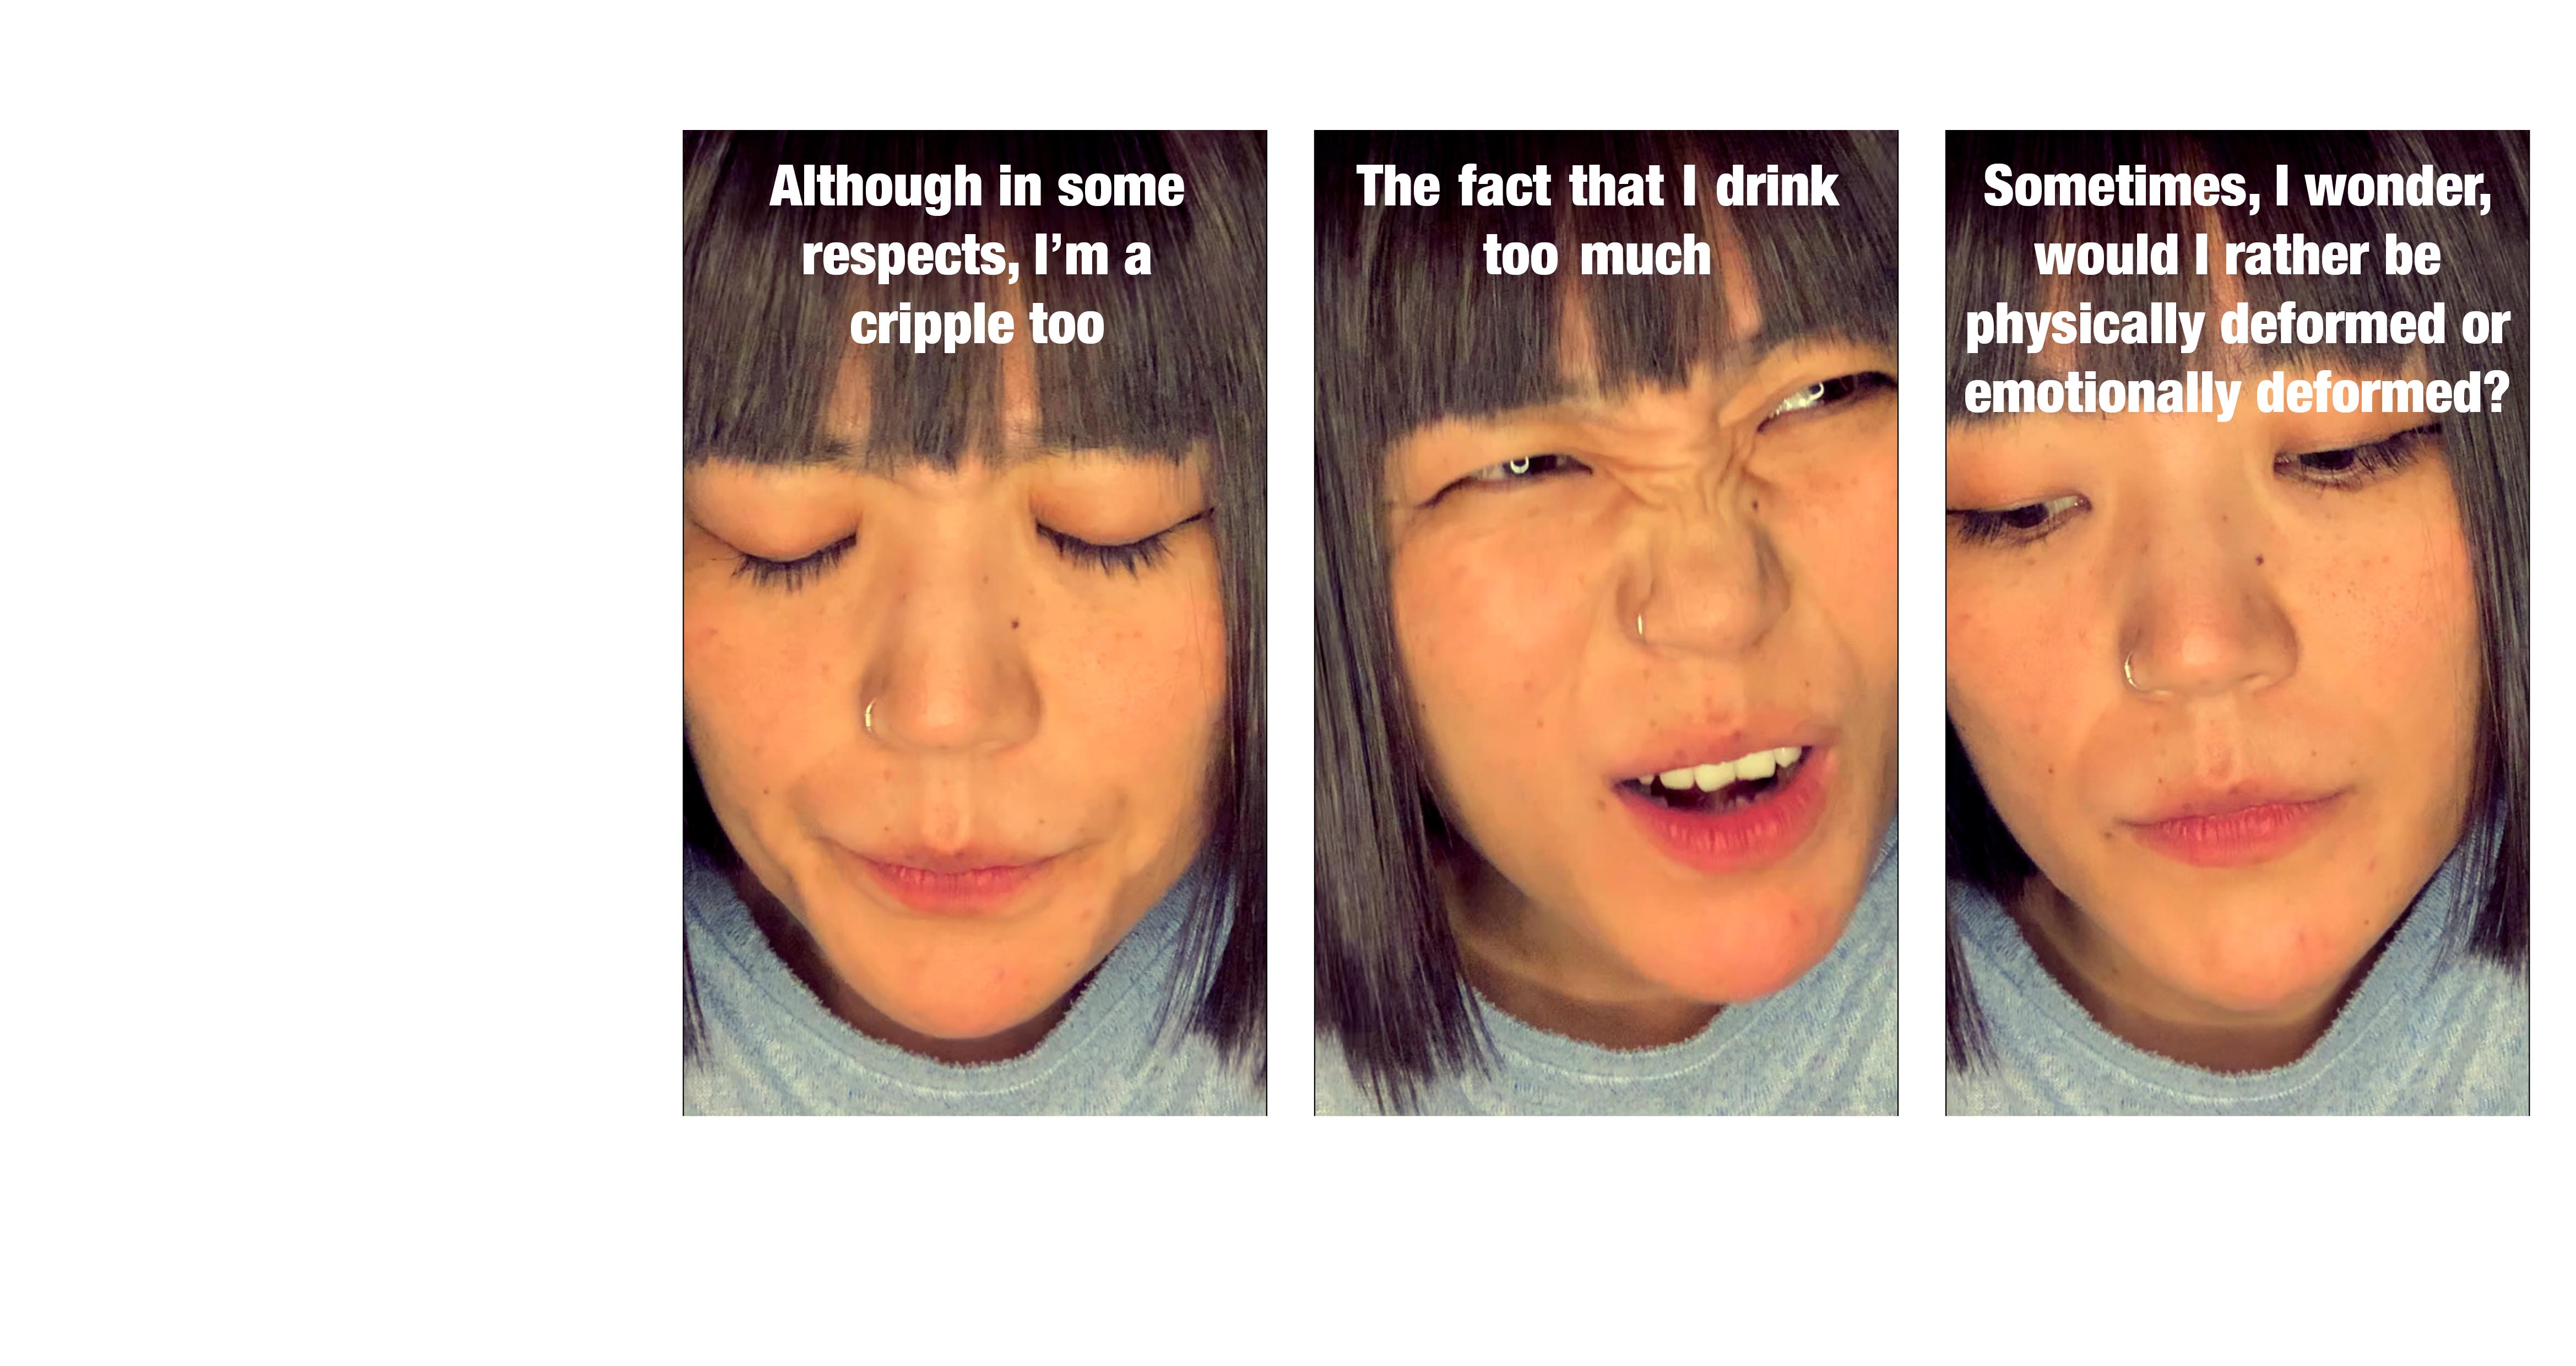 Although in some
respects, I’m a
cripple too
The fact that I drink
too much
Sometimes, I wonder,
would I rather be
physically deformed or
emotionally deformed?